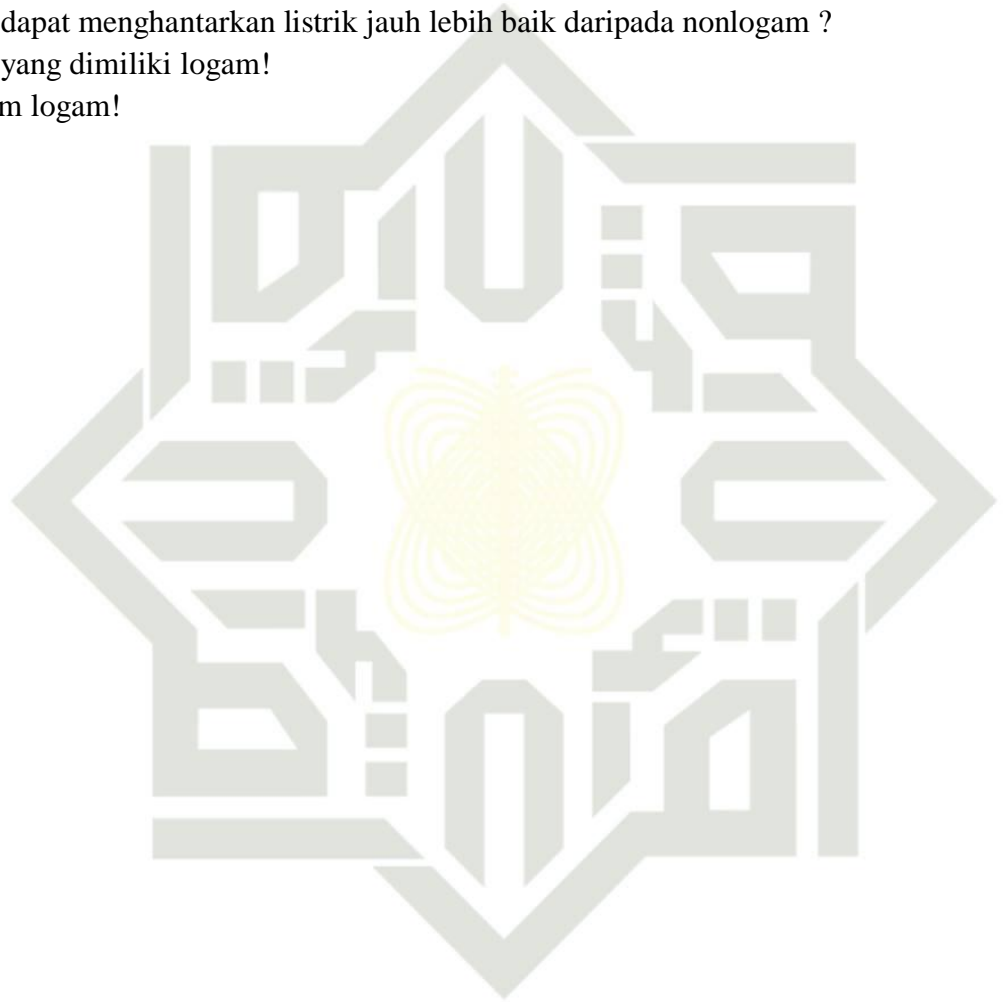 dapat menghantarkan listrik jauh lebih baik daripada nonlogam ?
yang dimiliki logam!
m logam!